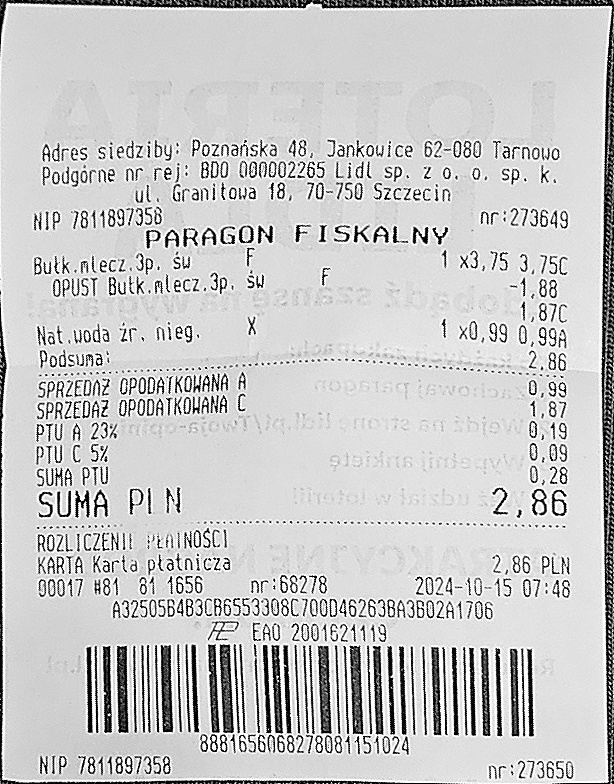 Adres siedziby: Poznańska 48, Jankowice 62-080 Tarnowo
Podgórne nr rej: BDO 000002265 Lidl sp. z o. o. sp. k.
ul. Granitowa 18, 70-750 Szczecin
NIP 7811897358 nr:273649
PARAGON FISKALNY
Bułk.mlecz.3p. św F 1 x3,75 3,75C
OPUST Bułk.mlecz.3p. św F -1,88
1,87C
Nat.woda źr. nieg. X 1 x0,99 0,99A
Podsuma: 2,86
SPRZEDAŻ OPODATKOWANA A 0,99
SPRZEDAŻ OPODATKOWANA C 1,87
PTU A 23% 0,19
PTU C 5% 0,09
SUMA PTU 0,28
SUMA PLN 2,86
ROZLICZENIE PŁATNOŚCI
KARTA Karta płatnicza 2,86 PLN
00017 #81 81 1656 nr:68278 2024-10-15 07:48
A32505B4B3CB6553308C700D46263BA3B02A1706
EAO 2001621119
8881656068278081151024
NIP 7811897358 nr:273650